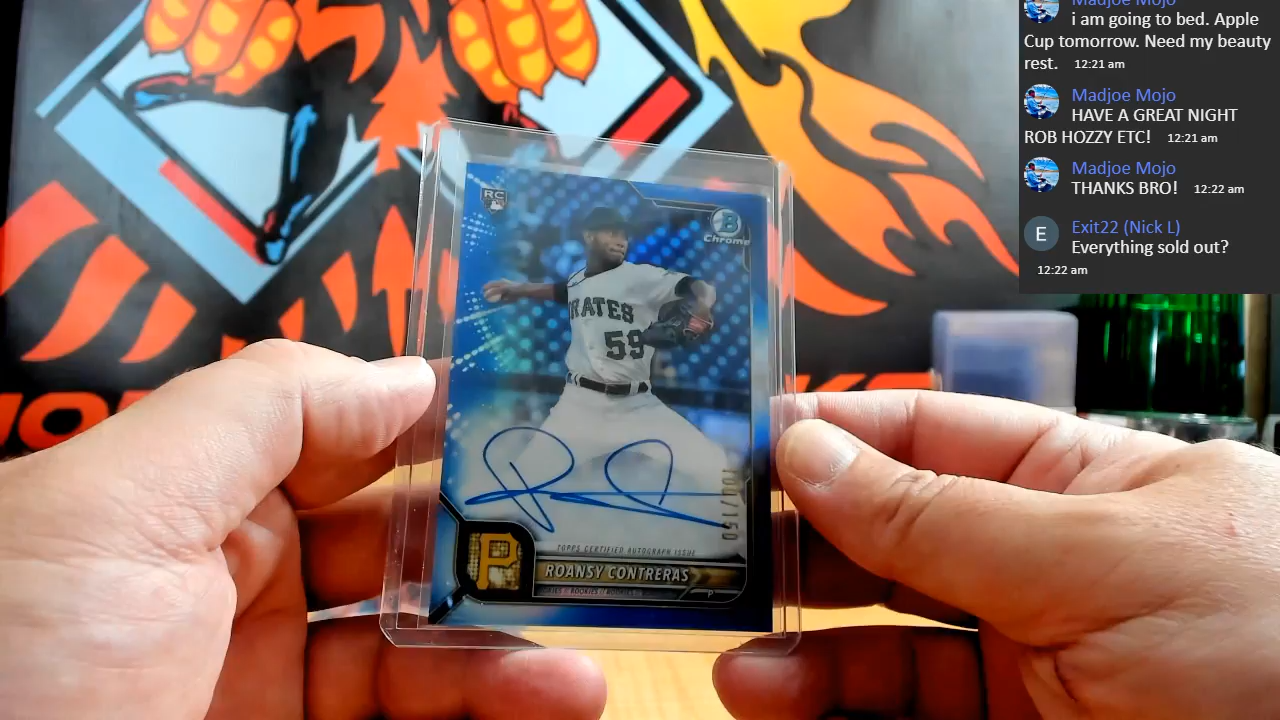 Madjoe Mojo
i am going to bed. Apple
Cup tomorrow. Need my beauty
rest. 12:21 am
Madjoe Mojo
HAVE A GREAT NIGHT
ROB HOZZY ETC! 12:21 am
Madjoe Mojo
THANKS BRO! 12:22 am
E Exit22 (Nick L)
Everything sold out?
12:22 am
RC
B
Chrome
RATES
59
TOPPS CERTIFIED AUTOGRAPH ISSUE
P
ROANSY CONTRERAS
P